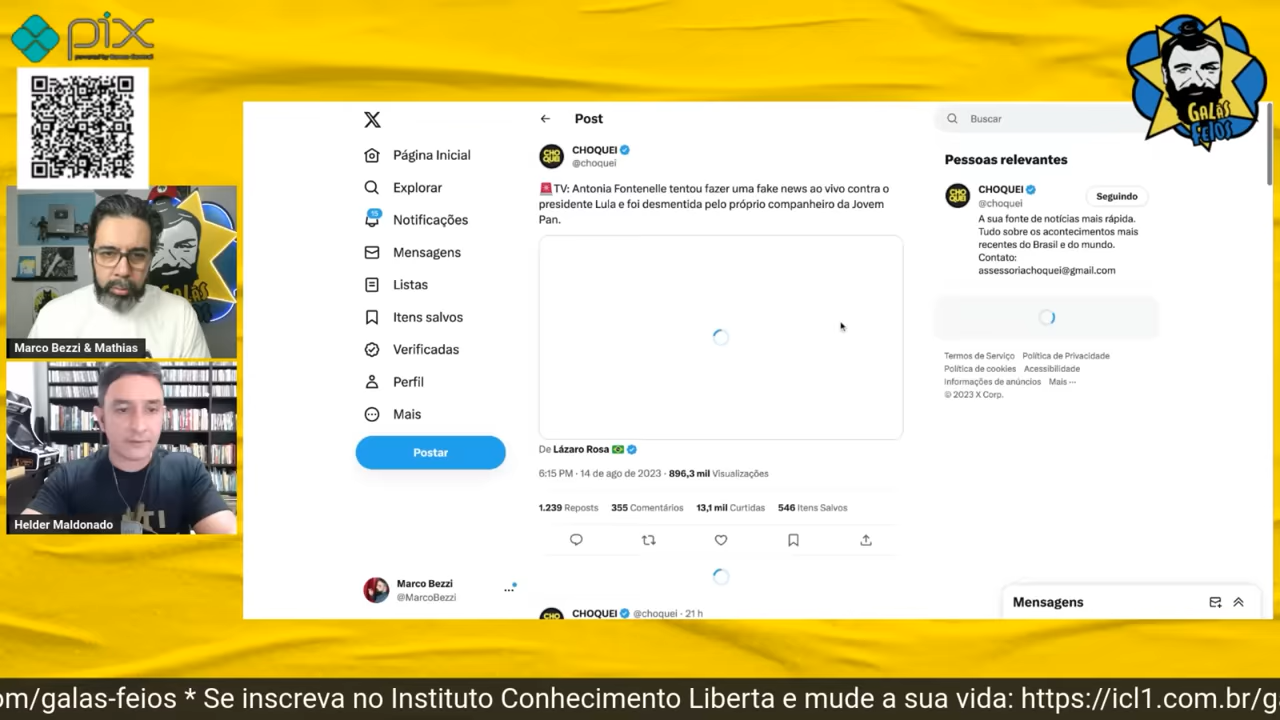 pix
GALÃS
FEIOS
Marco Bezzi & Mathias
Helder Maldonado
X
Página Inicial
Explorar
15
Notificações
Mensagens
Listas
Itens salvos
Verificadas
Perfil
Mais
Postar
Marco Bezzi
@MarcoBezzi
Post
CHOQUEI
@choquei
TV: Antonia Fontenelle tentou fazer uma fake news ao vivo contra o
presidente Lula e foi desmentida pelo próprio companheiro da Jovem
Pan.
De Lázaro Rosa
6:15 PM · 14 de ago de 2023 · 896,3 mil Visualizações
1.239 Reposts 355 Comentários 13,1 mil Curtidas 546 Itens Salvos
CHOQUEI @choquei · 21 h
Buscar
Pessoas relevantes
CHOQUEI
@choquei
Seguindo
A sua fonte de notícias mais rápida.
Tudo sobre os acontecimentos mais
recentes do Brasil e do mundo.
Contato:
assessoriachoquei@gmail.com
Termos de Serviço Política de Privacidade
Política de cookies Acessibilidade
Informações de anúncios Mais ···
© 2023 X Corp.
Mensagens
om/galas-feios * Se inscreva no Instituto Conhecimento Liberta e mude a sua vida: https://icl1.com.br/g